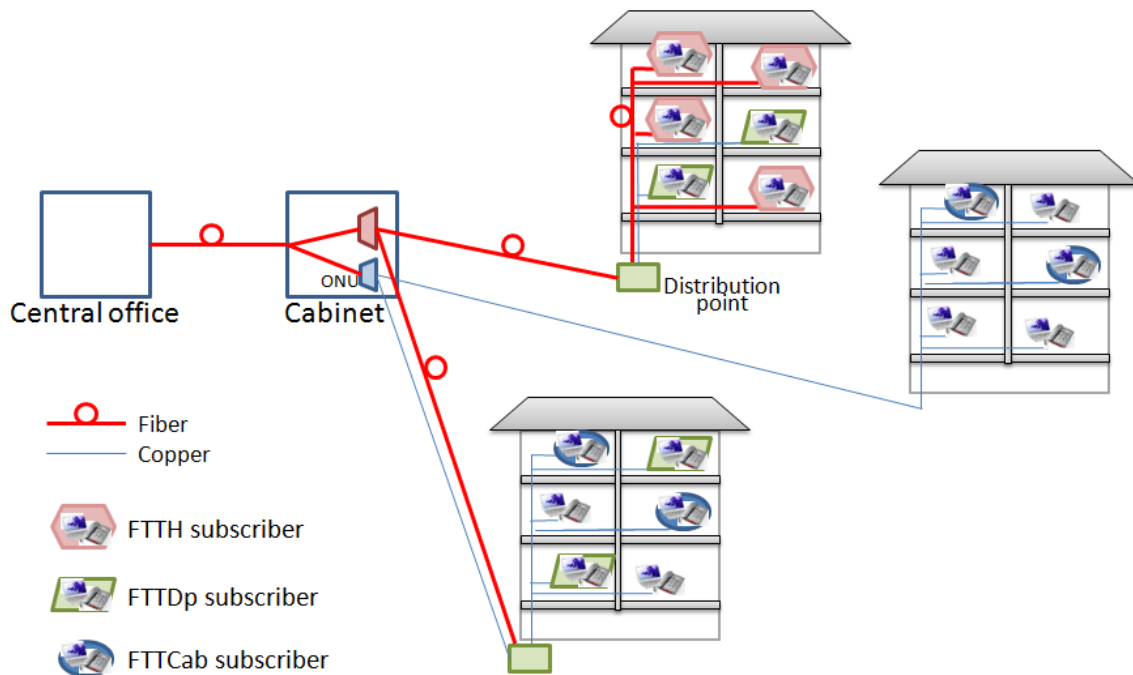 Distribution
point
ONU
Central office
Cabinet
Fiber
Copper
FTTH subscriber
FTTDp subscriber
FTTCab subscriber